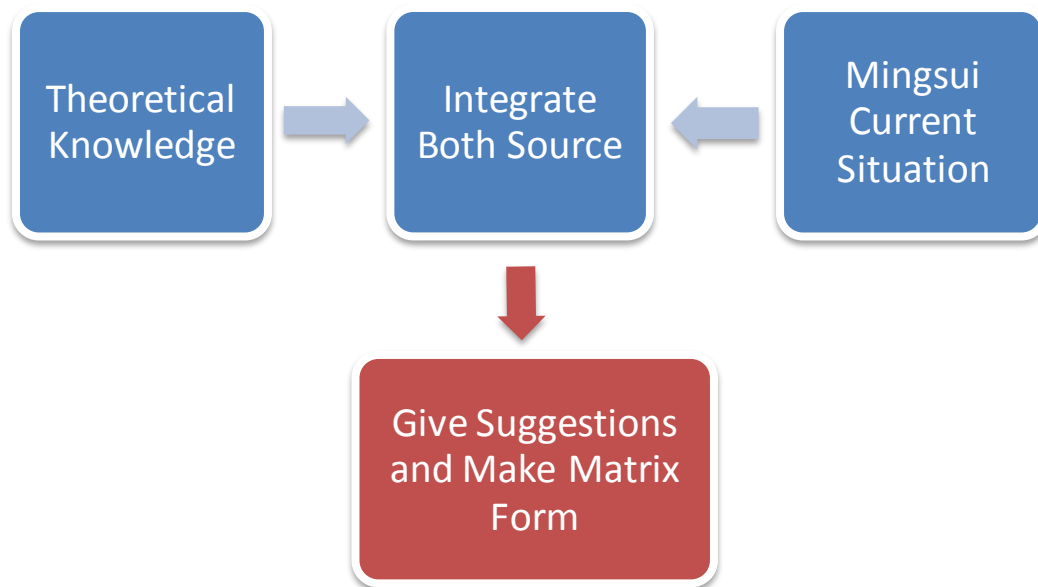 Theoretical
Knowledge
Integrate
Both Source
Mingsui
Current
Situation
Give Suggestions
and Make Matrix
Form